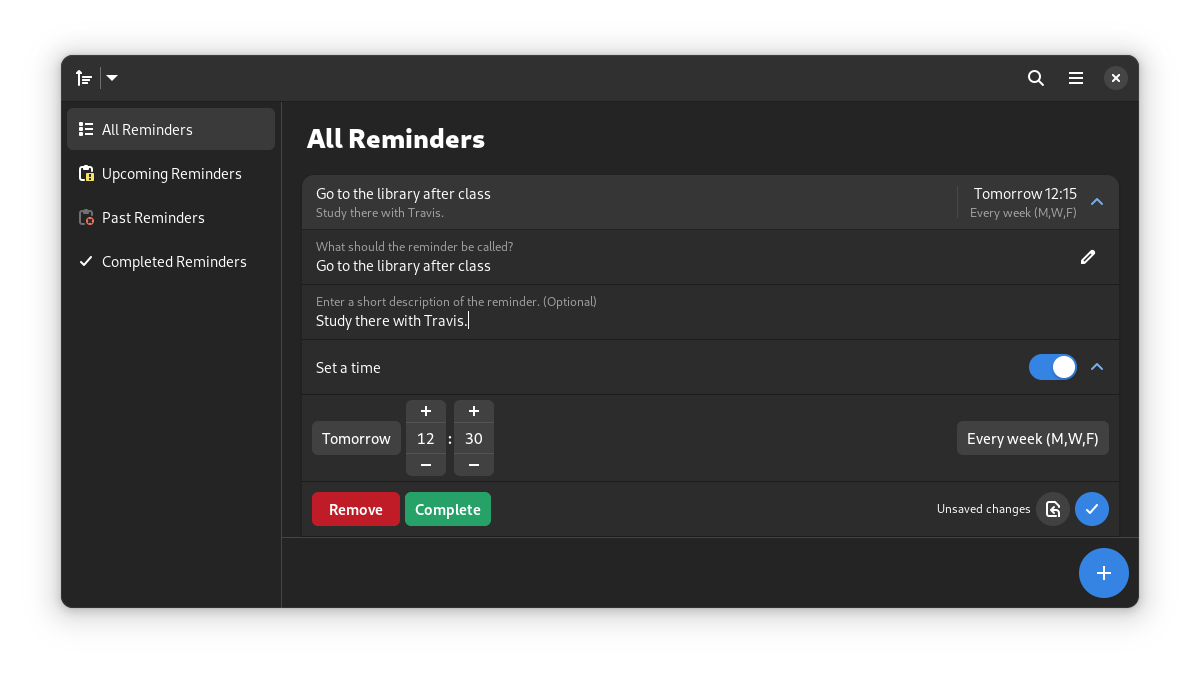 All Reminders
Upcoming Reminders
Past Reminders
Completed Reminders
All Reminders
Go to the library after class
Study there with Travis.
Tomorrow 12:15
Every week (M,W,F)
What should the reminder be called?
Go to the library after class
Enter a short description of the reminder. (Optional)
Study there with Travis.
Set a time
Tomorrow 12 : 30 Every week (M,W,F)
Remove Complete Unsaved changes